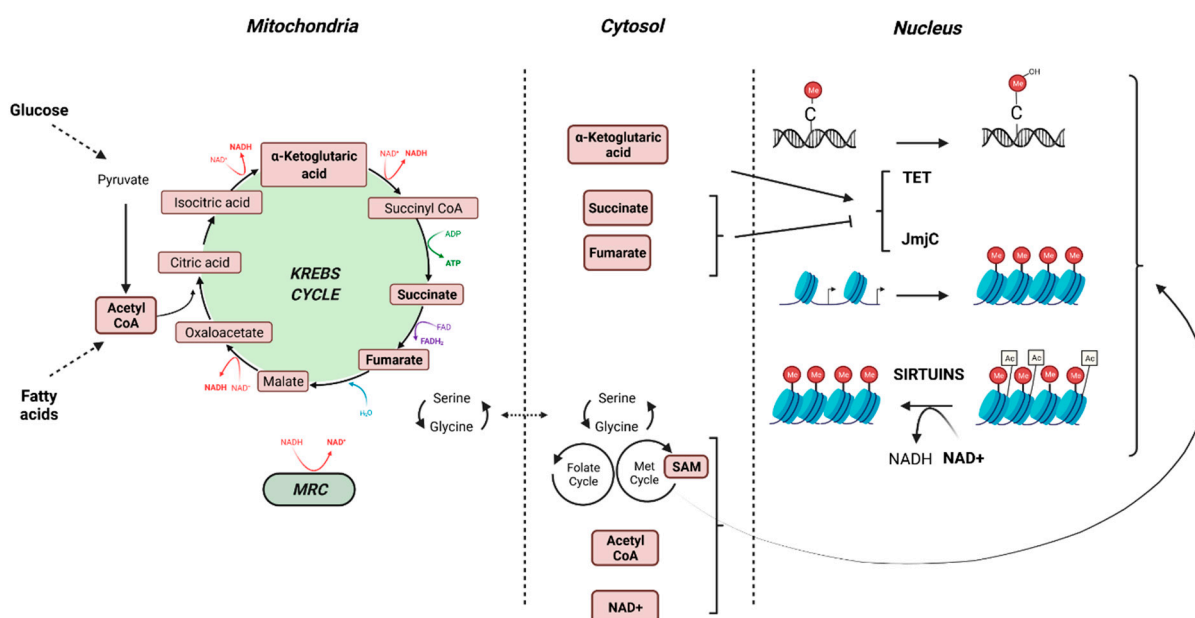 Mitochondria
Cytosol
Nucleus
Glucose
Pyruvate
Acetyl
CoA
Fatty
acids
NAD⁺
NADH
α-Ketoglutaric
acid
NAD⁺
NADH
Isocitric acid
Succinyl CoA
ADP
ATP
Citric acid
KREBS
CYCLE
Succinate
Oxaloacetate
FAD
FADH₂
Fumarate
Malate
NADH
NAD⁺
H₂O
NADH
NAD⁺
MRC
Serine
Glycine
α-Ketoglutaric
acid
Succinate
Fumarate
Serine
Glycine
Folate
Cycle
Met
Cycle
SAM
Acetyl
CoA
NAD+
Me
C
Me
OH
C
TET
JmjC
Me
Me
Me
Me
Me
Me
Me
Me
SIRTUINS
Ac
Ac
Ac
Me
Me
Me
Me
NADH
NAD+